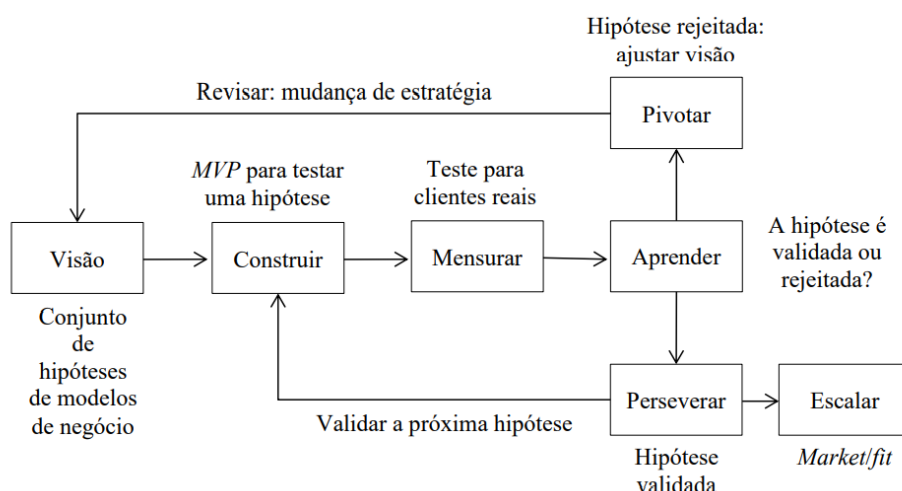 Hipótese rejeitada:
ajustar visão
Revisar: mudança de estratégia
Pivotar
MVP para testar
uma hipótese
Teste para
clientes reais
A hipótese é
validada ou
rejeitada?
Visão
Construir
Mensurar
Aprender
Conjunto
de
hipóteses
de modelos
de negócio
Validar a próxima hipótese
Perseverar
Escalar
Hipótese
validada
Market/fit